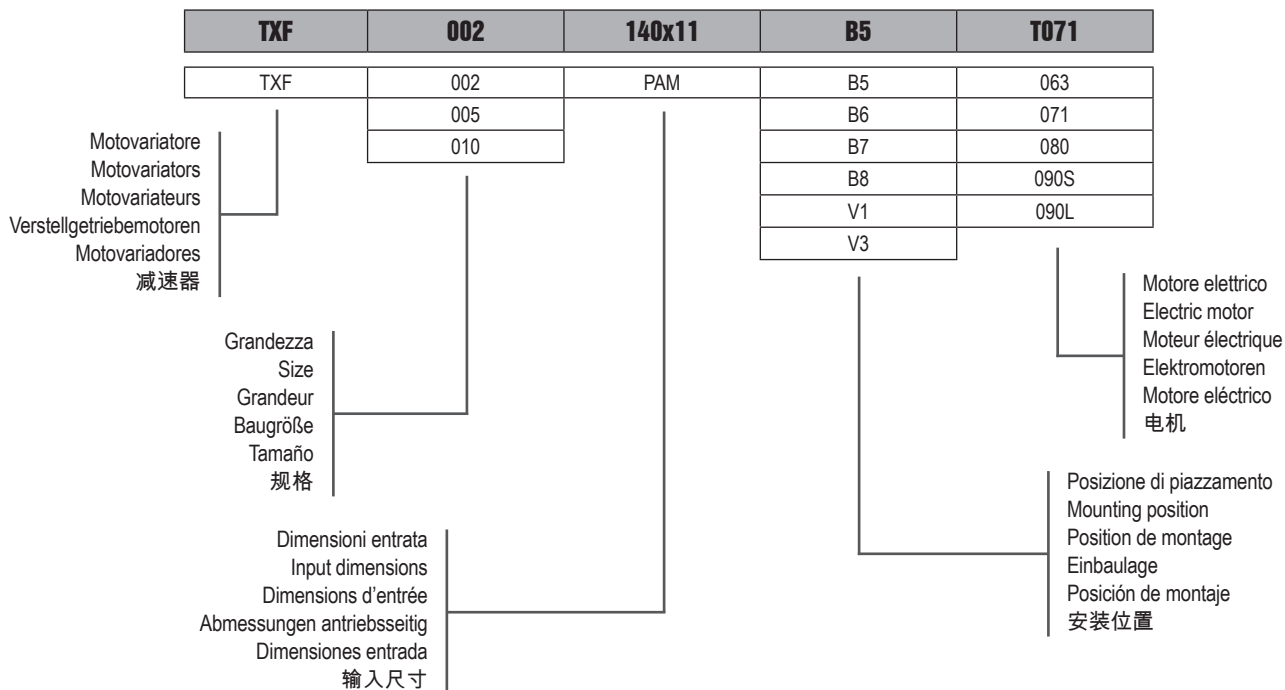 TXF 002 140x11 B5 T071
TXF 002 PAM B5 063
005 B6 071
010 B7 080
B8 090S
V1 090L
V3
Motovariatore
Motovariators
Motovariateurs
Verstellgetriebemotoren
Motovariadores
减速器
Grandezza
Size
Grandeur
Baugröße
Tamaño
规格
Dimensioni entrata
Input dimensions
Dimensions d'entrée
Abmessungen antriebsseitig
Dimensiones entrada
输入尺寸
Motore elettrico
Electric motor
Moteur électrique
Elektromotoren
Motore eléctrico
电机
Posizione di piazzamento
Mounting position
Position de montage
Einbaulage
Posición de montaje
安装位置